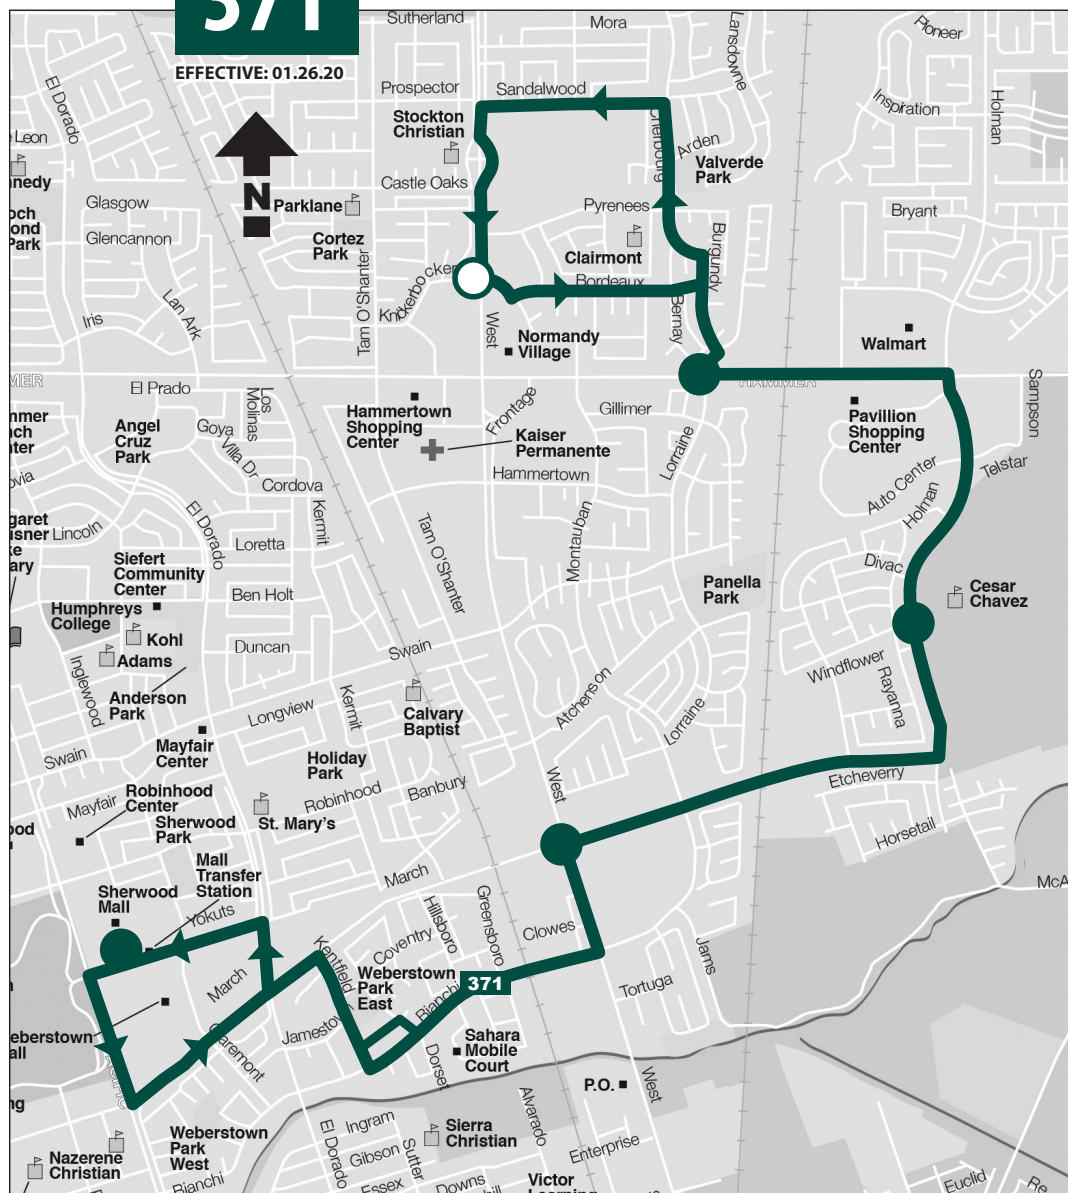 371
EFFECTIVE: 01.26.20
N
Sutherland
Mora
Lansdowne
Pioneer
El Dorado
Prospector
Sandalwood
Inspiration
Holman
Stockton
Christian
Leon
Cherbourg
Arden
Valverde
Park
Castle Oaks
Glasgow
Parklane
Pyrenees
Bryant
Glencannon
Cortez
Park
Clairmont
Burgundy
Tam O'Shanter
Knickerbocker
Bordeaux
Lan Ark
Iris
West
Bernay
Normandy
Village
Walmart
HAMMER
El Prado
Los
Molinas
Sampson
Hammertown
Shopping
Center
Frontage
Gillimer
Pavillion
Shopping
Center
Angel
Cruz
Park
Goya
Villa Dr
Kaiser
Permanente
Lorraine
Auto Center
Telstar
Hammertown
Cordova
Holman
Kermit
El Dorado
Lincoln
Loretta
Tam O'Shanter
Montauban
Siefert
Community
Center
Divac
Cesar
Chavez
Panella
Park
Ben Holt
Humphreys
College
Kohl
Adams
Duncan
Swain
Windflower
Rayanna
Inglewood
Anderson
Park
Longview
Kermit
Calvary
Baptist
Atchenson
Lorraine
Mayfair
Center
Swain
Holiday
Park
West
Etcheverry
Robinhood
Center
Mayfair
Robinhood
Banbury
Sherwood
Park
St. Mary's
Horsetail
Mall
Transfer
Station
March
McA
Sherwood
Mall
Yokuts
Hillsboro
Greensboro
Clowes
Coventry
Kentfield
Weberstown
Park
East
371
Jams
March
Bianchi
Tortuga
eberstown
all
Claremont
Jamestown
Sahara
Mobile
Court
Dorset
P.O.
West
Ingram
El Dorado
Alvarado
Sierra
Christian
Weberstown
Park
West
Gibson
Sutter
Enterprise
Nazerene
Christian
Bianchi
Essex
Downs
Victor
Euclid